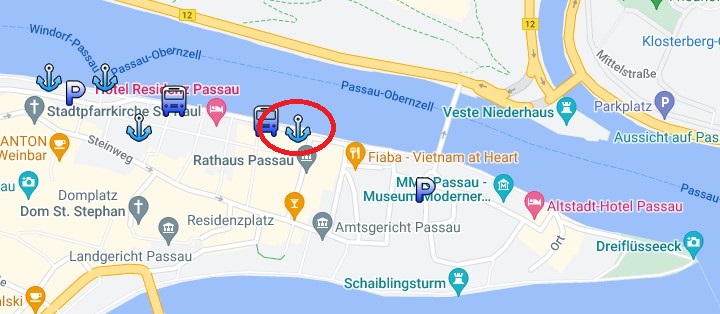 12
12
Klosterberg-G
Windorf-Passau
Passau-Obernzell
Mittelstraße
Hotel Residenz Passau
Passau-Obernzell
Parkplatz
P
Stadtpfarrkirche St. Paul
Veste Niederhaus
Aussicht auf Passau
ANTON
Weinbar
Steinweg
Rathaus Passau
Fiaba - Vietnam at Heart
Passau
Domplatz
Dom St. Stephan
MMK Passau -
Museum Moderner...
P
Altstadt-Hotel Passau
Residenzplatz
Amtsgericht Passau
Ort
Dreiflüsseeck
Landgericht Passau
Schaiblingsturm
alski